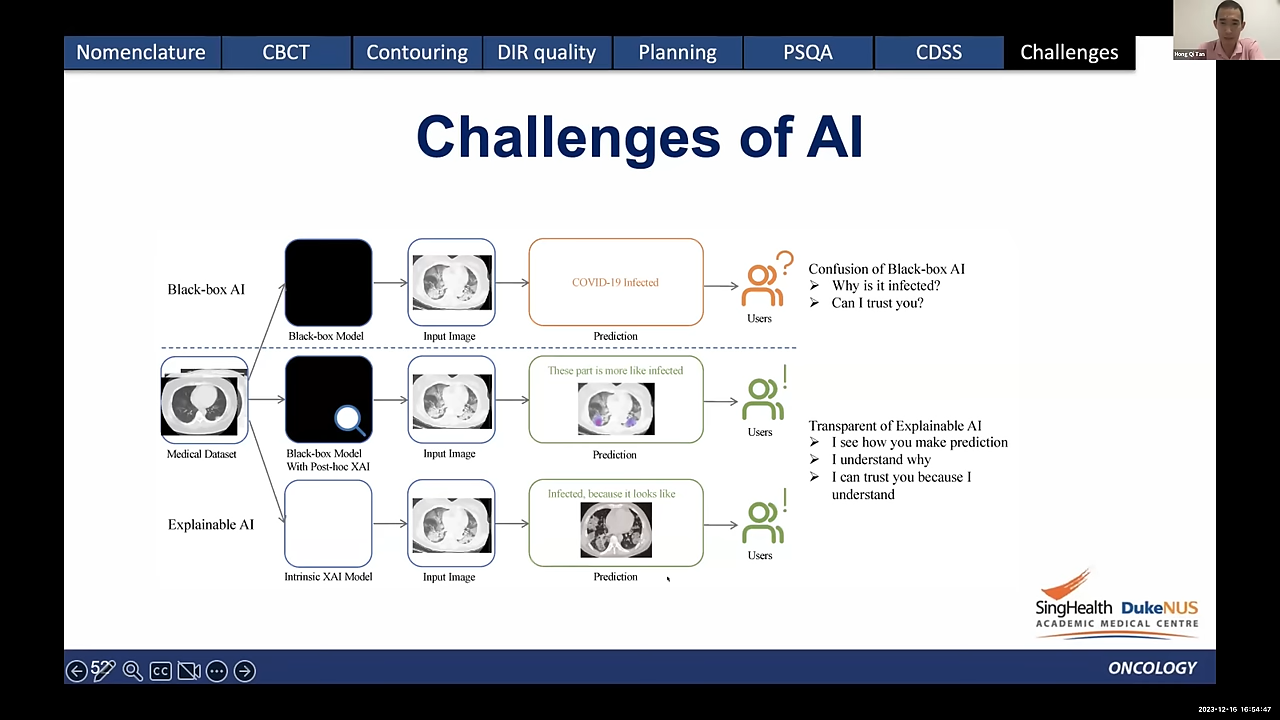 Nomenclature
CBCT
Contouring
DIR quality
Planning
PSQA
CDSS
Challenges
Hong Qi Tan
Challenges of AI
Black-box AI
Black-box Model
Input Image
COVID-19 Infected
Prediction
?
Users
Confusion of Black-box AI
Why is it infected?
Can I trust you?
Medical Dataset
Black-box Model
With Post-hoc XAI
Input Image
These part is more like infected
Prediction
!
Users
Transparent of Explainable AI
I see how you make prediction
I understand why
I can trust you because I
understand
Explainable AI
Intrinsic XAI Model
Input Image
Infected, because it looks like
Prediction
!
Users
SingHealth DukeNUS
ACADEMIC MEDICAL CENTRE
52
CC
ONCOLOGY
2023-12-16 16:54:47